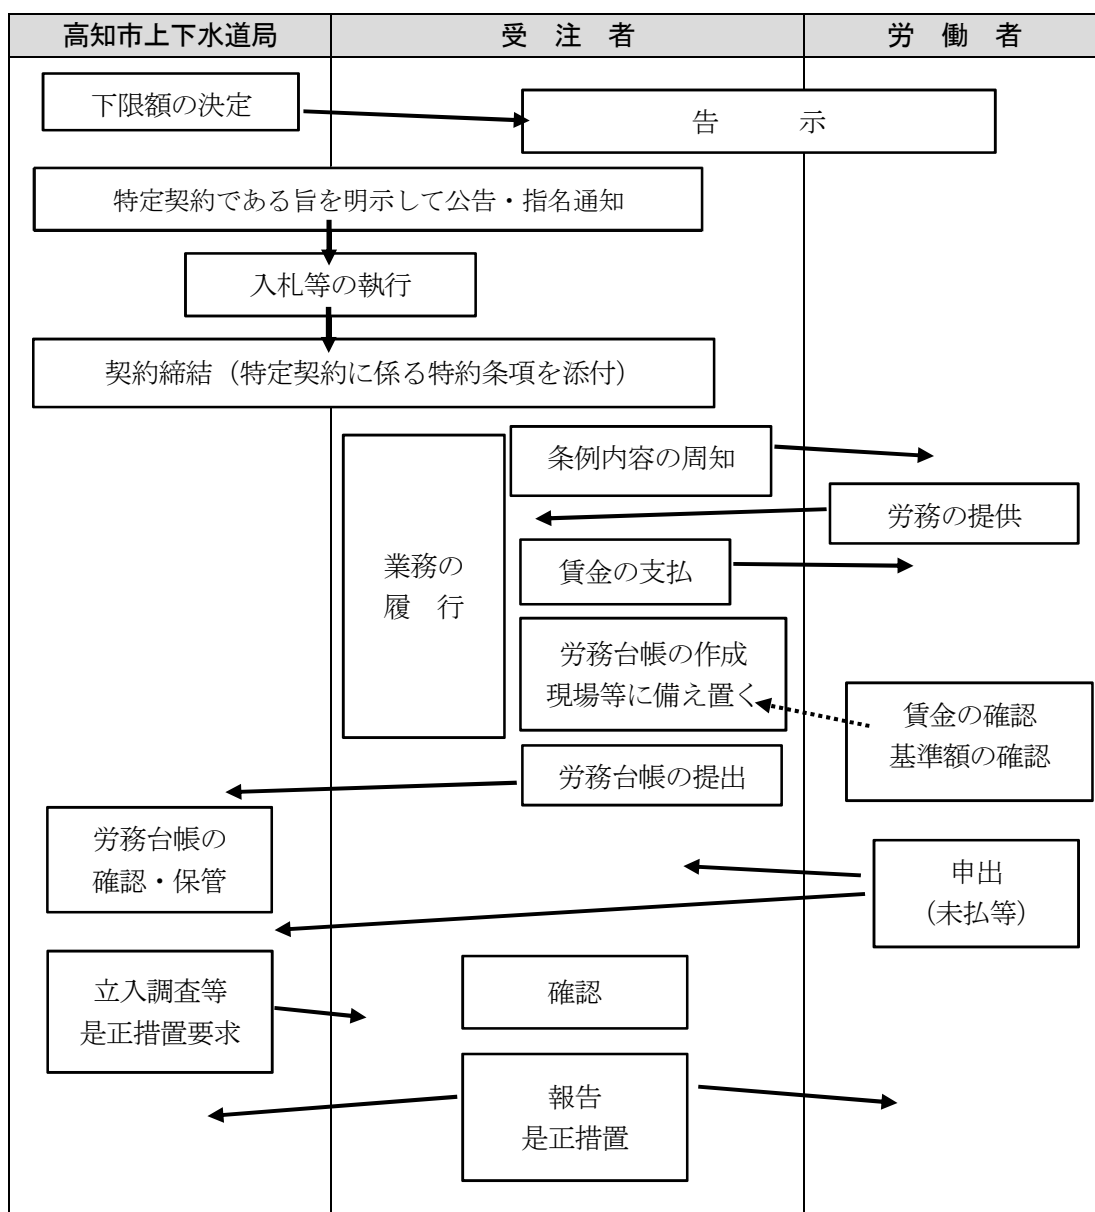 高知市上下水道局
受　注　者
労　働　者
下限額の決定
告　　　示
特定契約である旨を明示して公告・指名通知
入札等の執行
契約締結（特定契約に係る特約条項を添付）
業務の
履　行
条例内容の周知
労務の提供
賃金の支払
労務台帳の作成
現場等に備え置く
賃金の確認
基準額の確認
労務台帳の提出
労務台帳の
確認・保管
申出
（未払等）
立入調査等
是正措置要求
確認
報告
是正措置